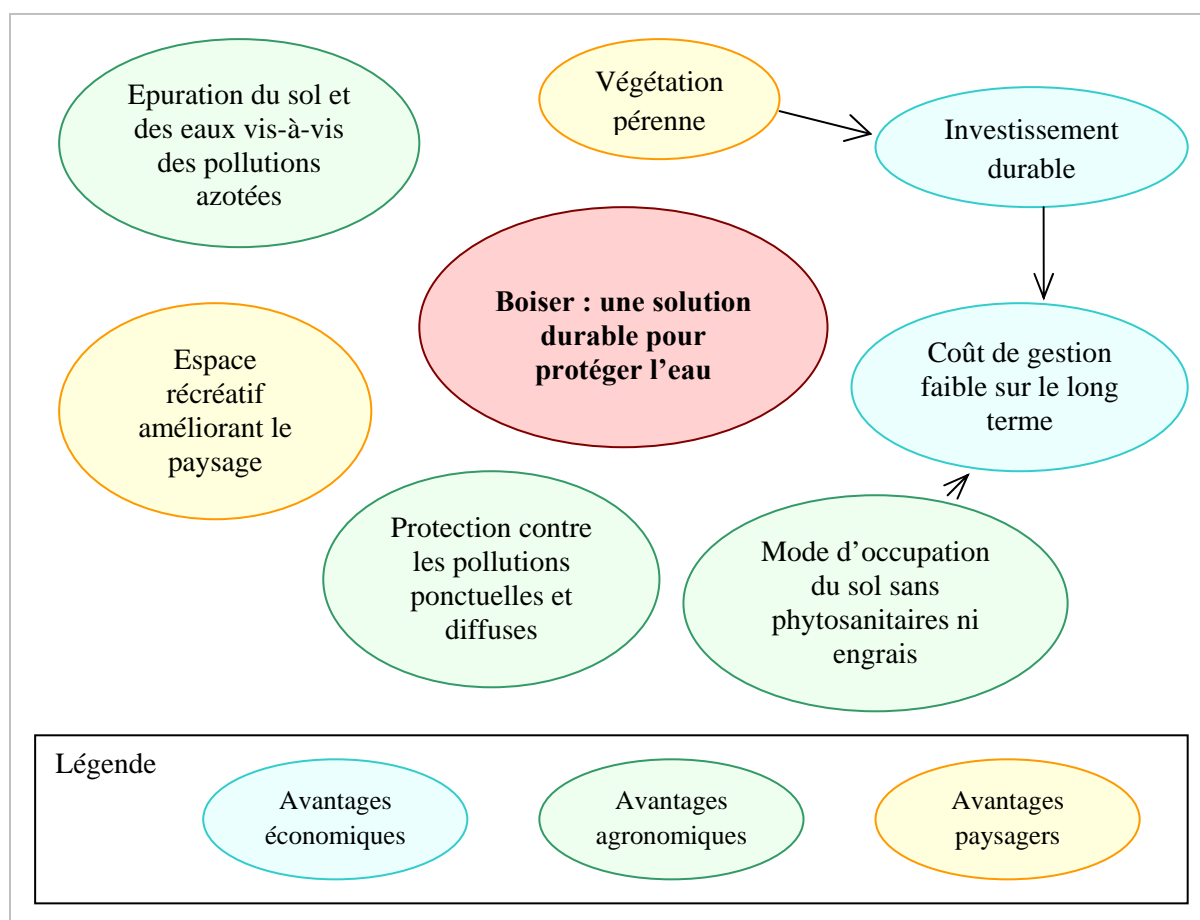 Epuration du sol et
des eaux vis-à-vis
des pollutions
azotées
Végétation
pérenne
Investissement
durable
Boiser : une solution
durable pour
protéger l’eau
Espace
récréatif
améliorant le
paysage
Coût de gestion
faible sur le long
terme
Protection contre
les pollutions
ponctuelles et
diffuses
Mode d’occupation
du sol sans
phytosanitaires ni
engrais
Légende
Avantages
économiques
Avantages
agronomiques
Avantages
paysagers